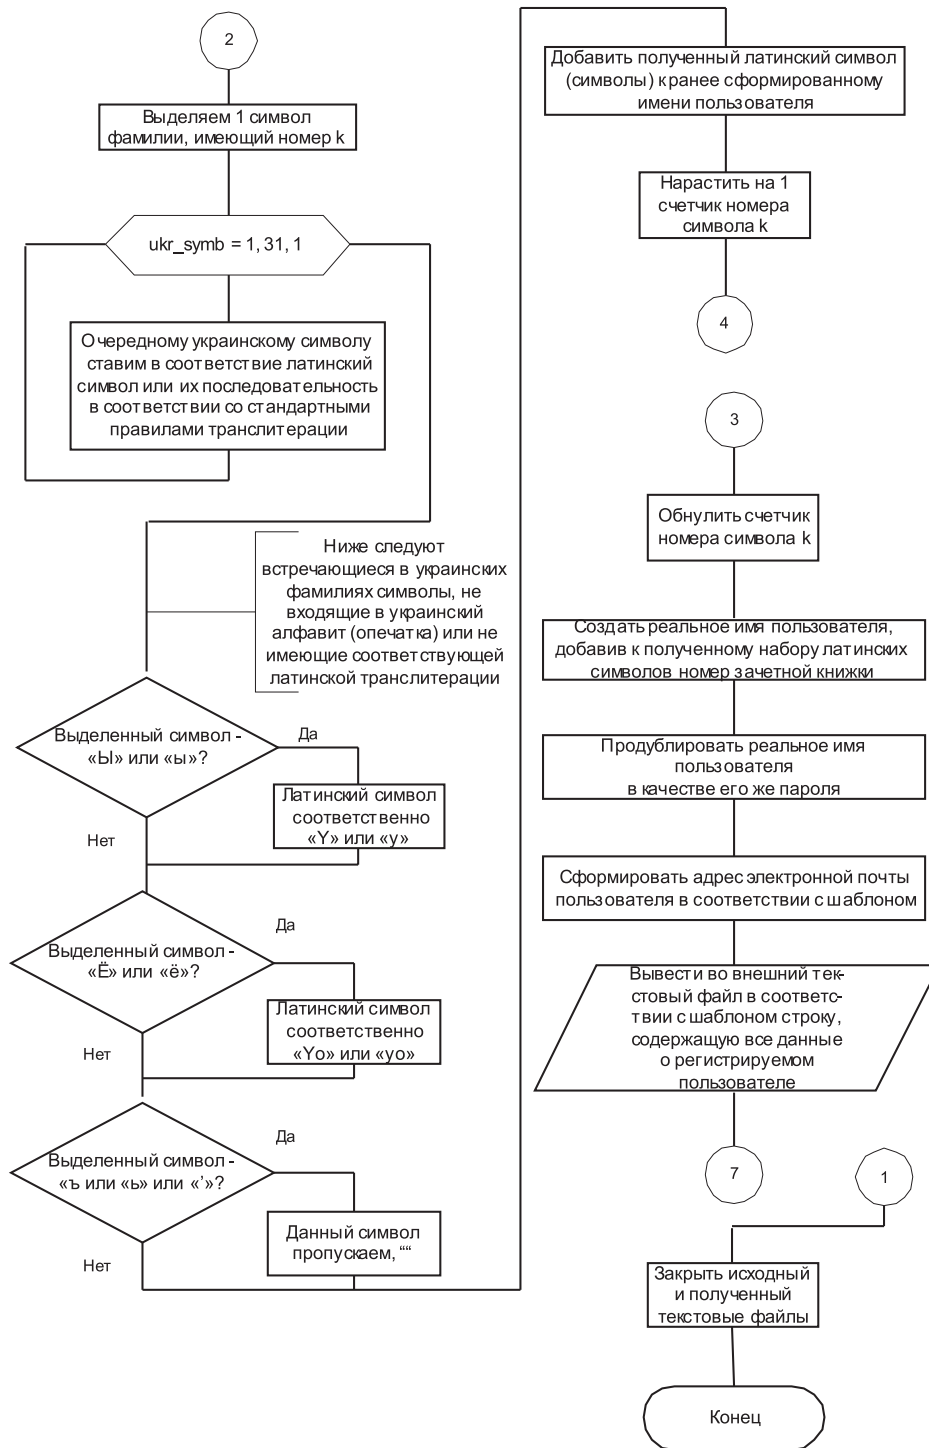 2
Выделяем 1 символ
фамилии, имеющий номер k
ukr_symb = 1, 31, 1
Очередному украинскому символу
ставим в соответствие латинский
символ или их последовательность
в соответствии со стандартными
правилами транслитерации
Ниже следуют
встречающиеся в украинских
фамилиях символы, не
входящие в украинский
алфавит (опечатка) или не
имеющие соответствующей
латинской транслитерации
Выделенный символ -
«Ы» или «ы»?
Да
Латинский символ
соответственно
«Y» или «y»
Нет
Выделенный символ -
«Ё» или «ё»?
Да
Латинский символ
соответственно
«Yo» или «yo»
Нет
Выделенный символ -
«ъ или «ь» или «’»?
Да
Данный символ
пропускаем, ““
Нет
Добавить полученный латинский символ
(символы) к ранее сформированному
имени пользователя
Нарастить на 1
счетчик номера
символа k
4
3
Обнулить счетчик
номера символа k
Создать реальное имя пользователя,
добавив к полученному набору латинских
символов номер зачетной книжки
Продублировать реальное имя
пользователя
в качестве его же пароля
Сформировать адрес электронной почты
пользователя в соответствии с шаблоном
Вывести во внешний тек-
стовый файл в соответс-
твии с шаблоном строку,
содержащую все данные
о регистрируемом
пользователе
7
1
Закрыть исходный
и полученный
текстовые файлы
Конец